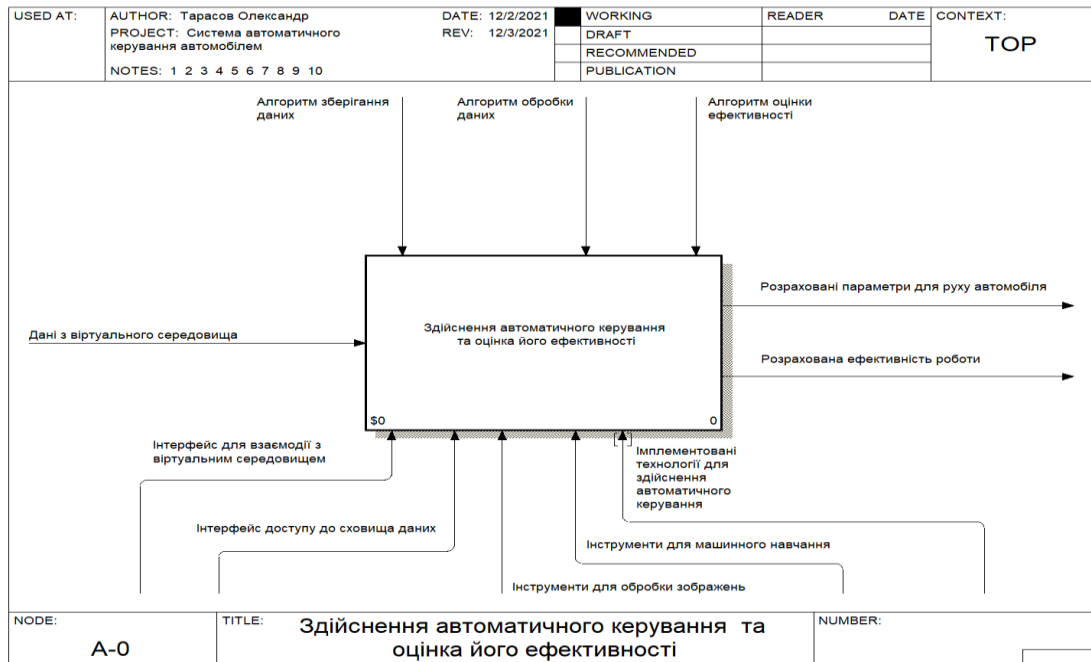 USED AT:
AUTHOR: Тарасов Олександр
DATE: 12/2/2021
PROJECT: Система автоматичного
керування автомобілем
REV: 12/3/2021
NOTES: 1 2 3 4 5 6 7 8 9 10
WORKING
DRAFT
RECOMMENDED
PUBLICATION
READER
DATE
CONTEXT:
TOP
Алгоритм зберігання
даних
Алгоритм обробки
даних
Алгоритм оцінки
ефективності
Розраховані параметри для руху автомобіля
Дані з віртуального середовища
Здійснення автоматичного керування
та оцінка його ефективності
Розрахована ефективність роботи
$0
0
Інтерфейс для взаємодії з
віртуальним середовищем
Імплементовані
технології для
здійснення
автоматичного
керування
Інтерфейс доступу до сховища даних
Інструменти для машинного навчання
Інструменти для обробки зображень
NODE:
A-0
TITLE:
Здійснення автоматичного керування та
оцінка його ефективності
NUMBER: